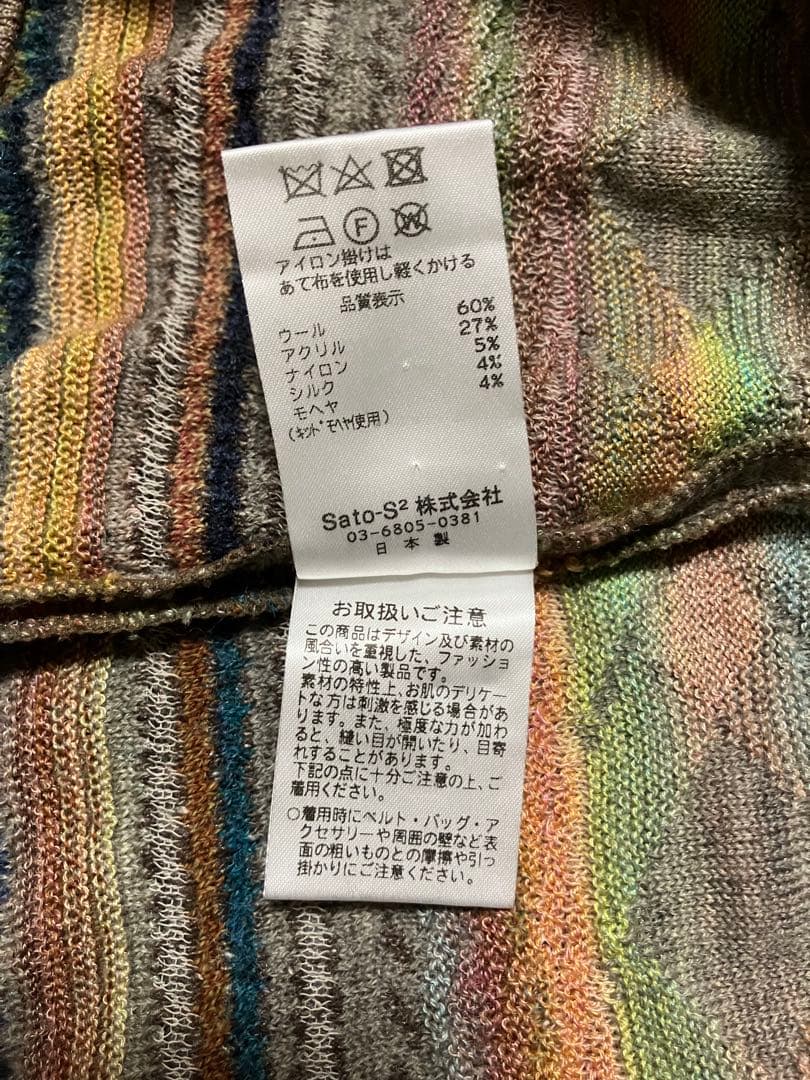 F W
アイロン掛けは
あて布を使用し軽くかける
品質表示
ウール 60%
アクリル 27%
ナイロン 5%
シルク 4%
モヘヤ 4%
(キッドモヘヤ使用)
Sato-S² 株式会社
03-6805-0381
日本製
お取扱いご注意
この商品はデザイン及び素材の
風合いを重視した、ファッショ
ン性の高い製品です。
素材の特性上、お肌のデリケー
トな方は刺激を感じる場合があ
ります。また、極度な力が加わ
ると、縫い目が開いたり、目寄
れすることがあります。
下記の点に十分ご注意の上、ご
着用ください。
○着用時にベルト・バッグ・ア
クセサリーや周囲の壁など表
面の粗いものとの摩擦や引っ
掛かりにご注意ください。